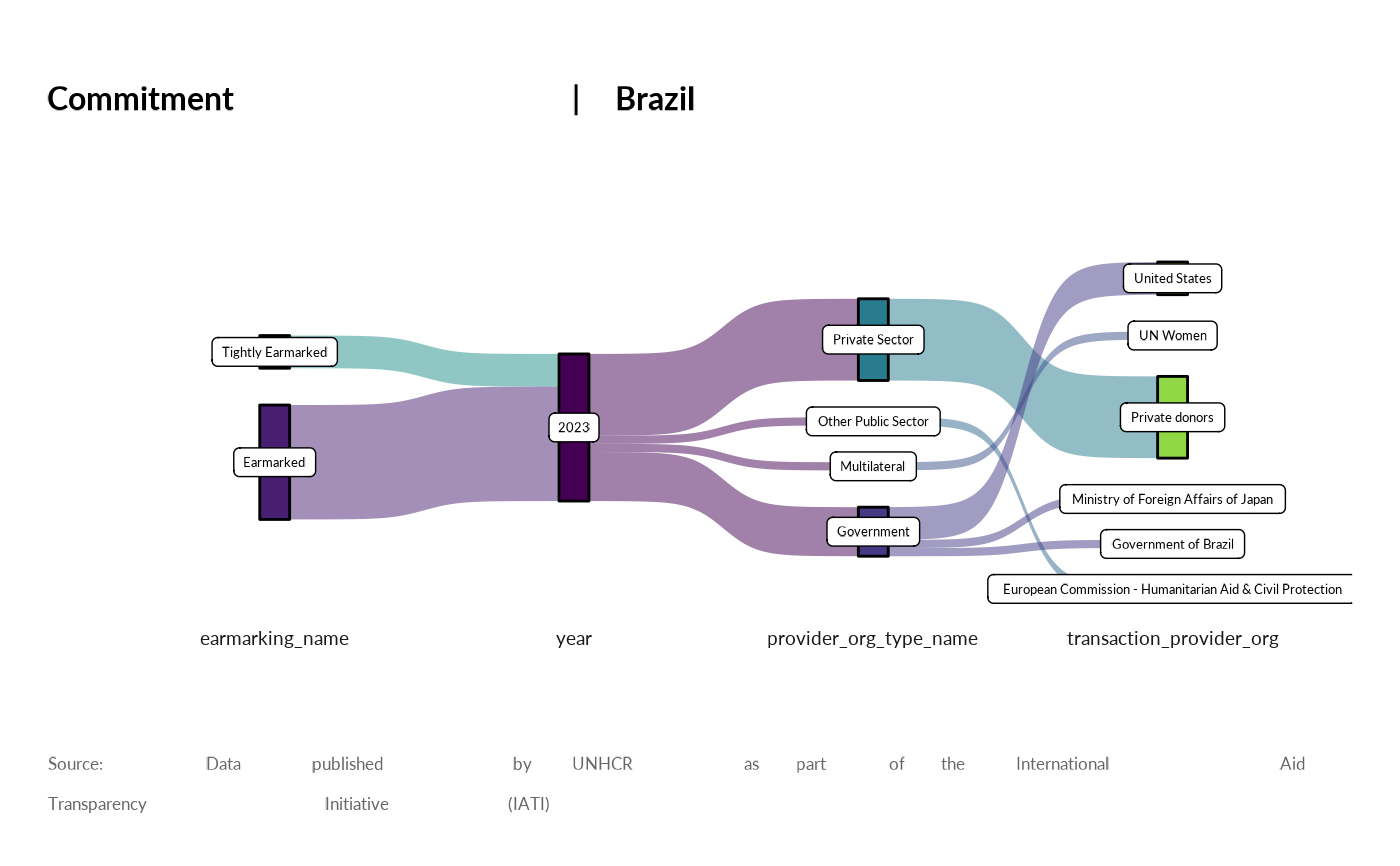 Commitment | Brazil
United States
UN Women
Private Sector
Tightly Earmarked
Private donors
Other Public Sector
2023
Earmarked
Multilateral
Ministry of Foreign Affairs of Japan
Government
Government of Brazil
European Commission - Humanitarian Aid & Civil Protection
earmarking_name year provider_org_type_name transaction_provider_org
Source: Data published by UNHCR as part of the International Aid
Transparency Initiative (IATI)